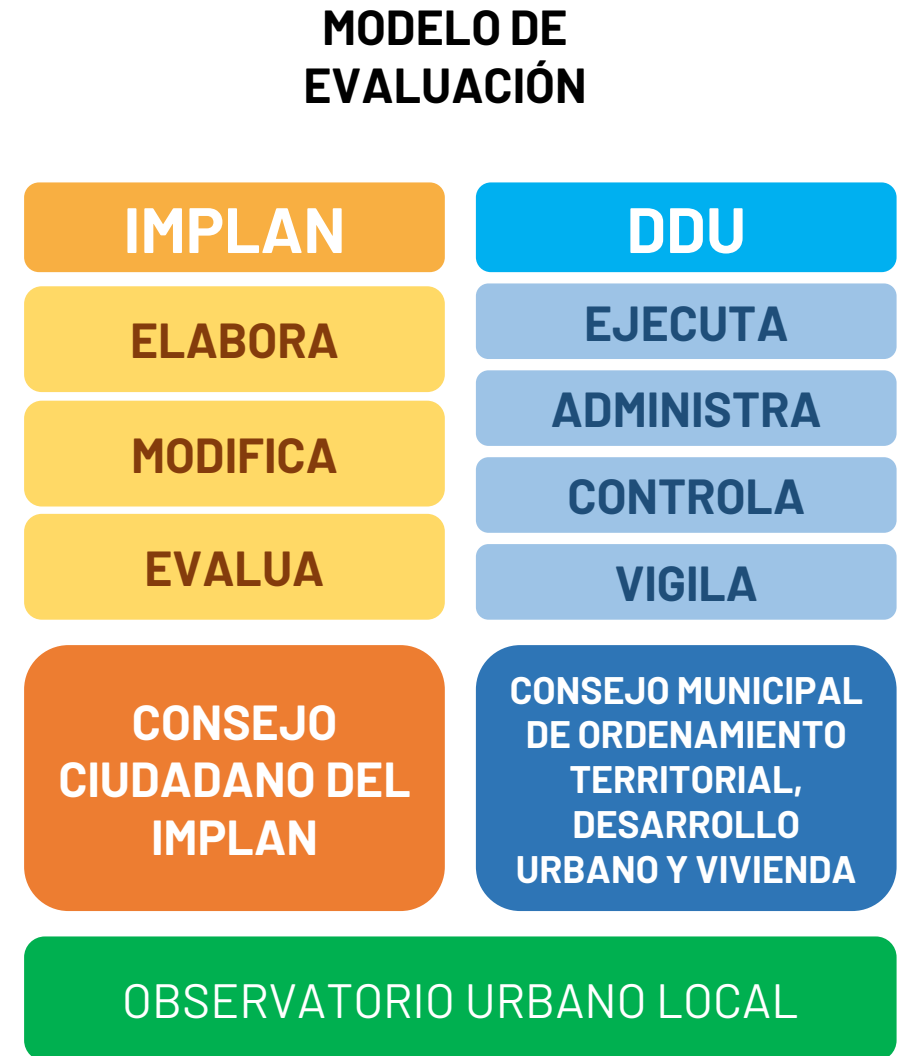 MODELO DE
EVALUACIÓN
IMPLAN
ELABORA
MODIFICA
EVALUA
CONSEJO
CIUDADANO DEL
IMPLAN
DDU
EJECUTA
ADMINISTRA
CONTROLA
VIGILA
CONSEJO MUNICIPAL
DE ORDENAMIENTO
TERRITORIAL,
DESARROLLO
URBANO Y VIVIENDA
OBSERVATORIO URBANO LOCAL